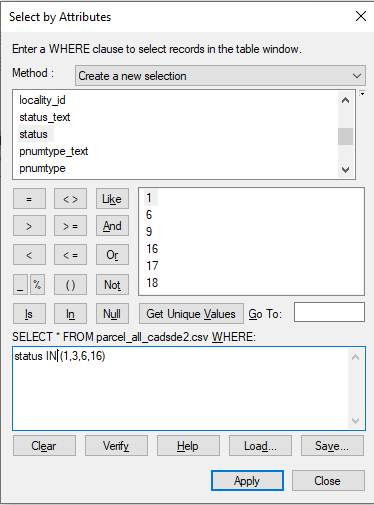 Select by Attributes
Enter a WHERE clause to select records in the table window.
Method : Create a new selection
locality_id
status_text
status
pnumtype_text
pnumtype
= < > Like
> > = And
< < = Or
_ % ( ) Not
Is In Null
1
6
9
16
17
18
Get Unique Values Go To:
SELECT * FROM parcel_all_cadsde2.csv WHERE:
status IN (1,3,6,16)
Clear Verify Help Load... Save...
Apply Close